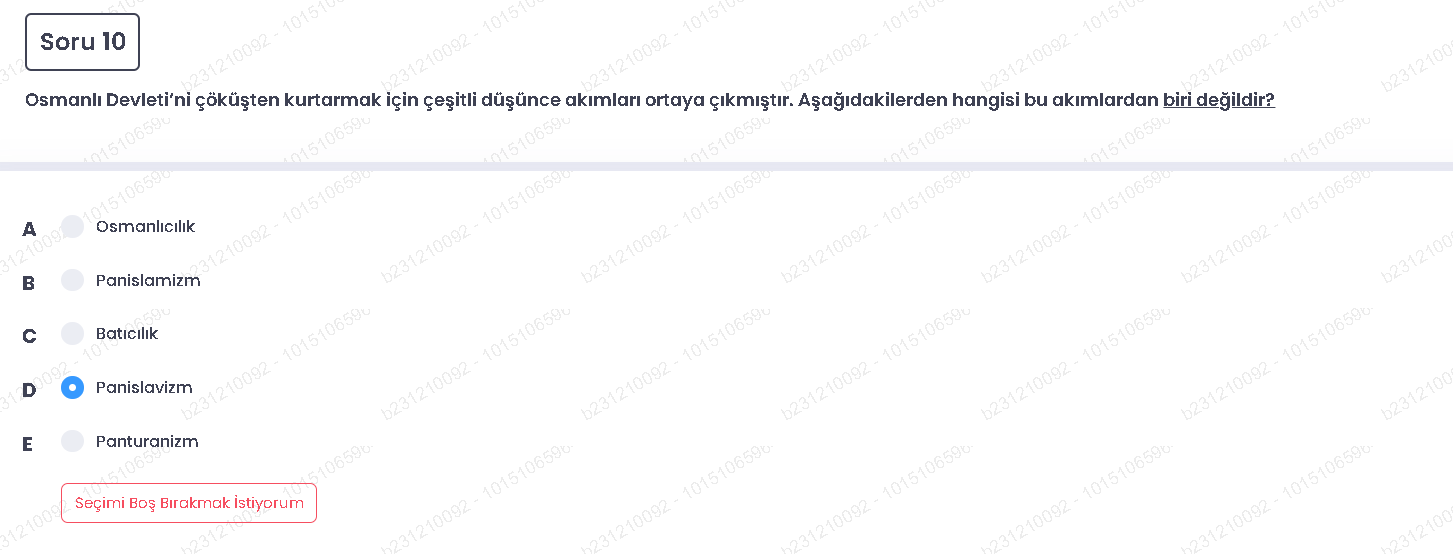 Soru 10
Osmanlı Devleti’ni çöküşten kurtarmak için çeşitli düşünce akımları ortaya çıkmıştır. Aşağıdakilerden hangisi bu akımlardan biri değildir?
A Osmanlıcılık
B Panislamizm
C Batıcılık
D Panislavizm
E Panturanizm
Seçimi Boş Bırakmak İstiyorum